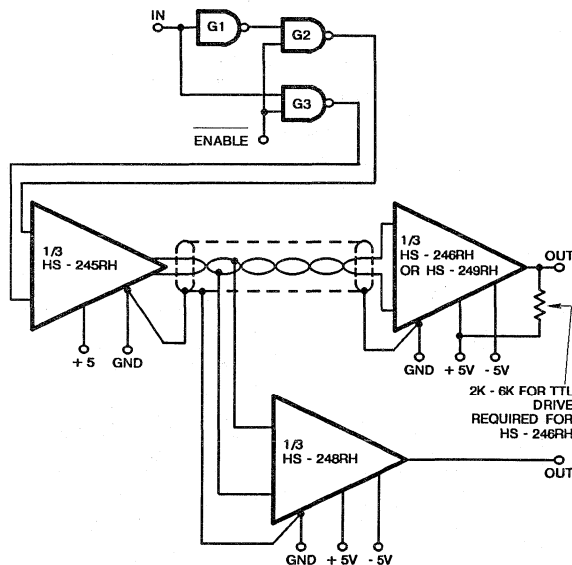 IN
G1
G2
G3
ENABLE
1/3
HS - 245RH
+ 5
GND
1/3
HS - 246RH
OR HS - 249RH
OUT
GND
+ 5V
- 5V
2K - 6K FOR TTL
DRIVE
REQUIRED FOR
HS - 246RH
1/3
HS - 248RH
OUT
GND
+ 5V
- 5V